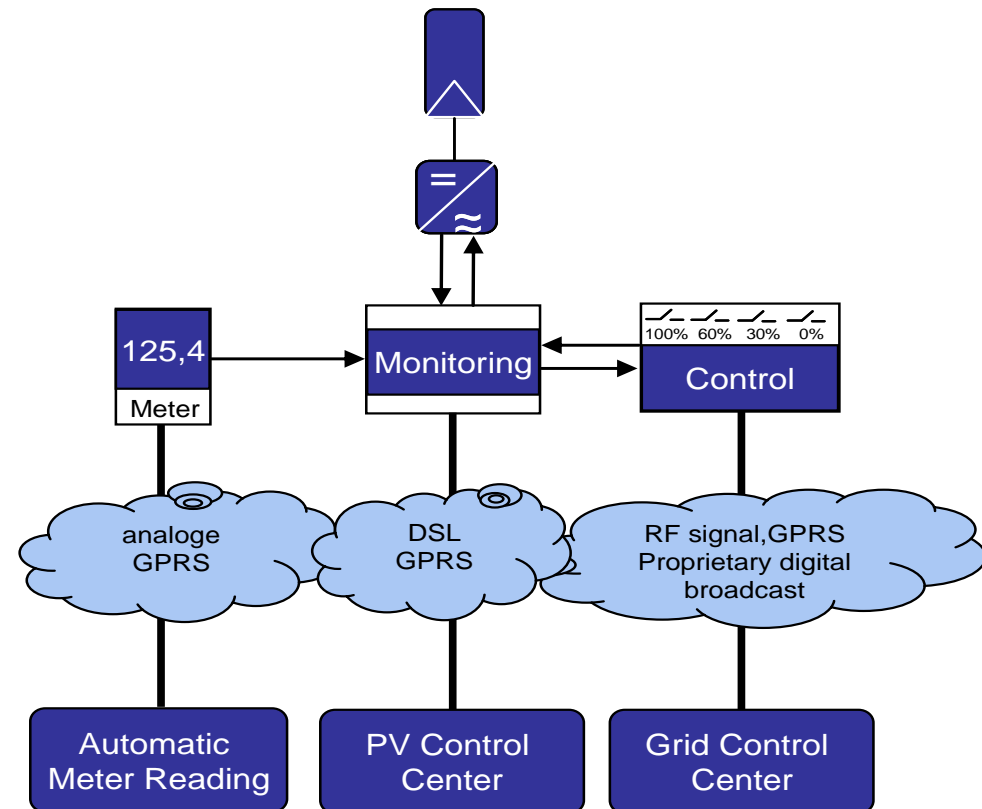 =
≈
125,4
Meter
Monitoring
100% 60% 30% 0%
Control
analoge
GPRS
DSL
GPRS
RF signal,GPRS
Proprietary digital
broadcast
Automatic
Meter Reading
PV Control
Center
Grid Control
Center